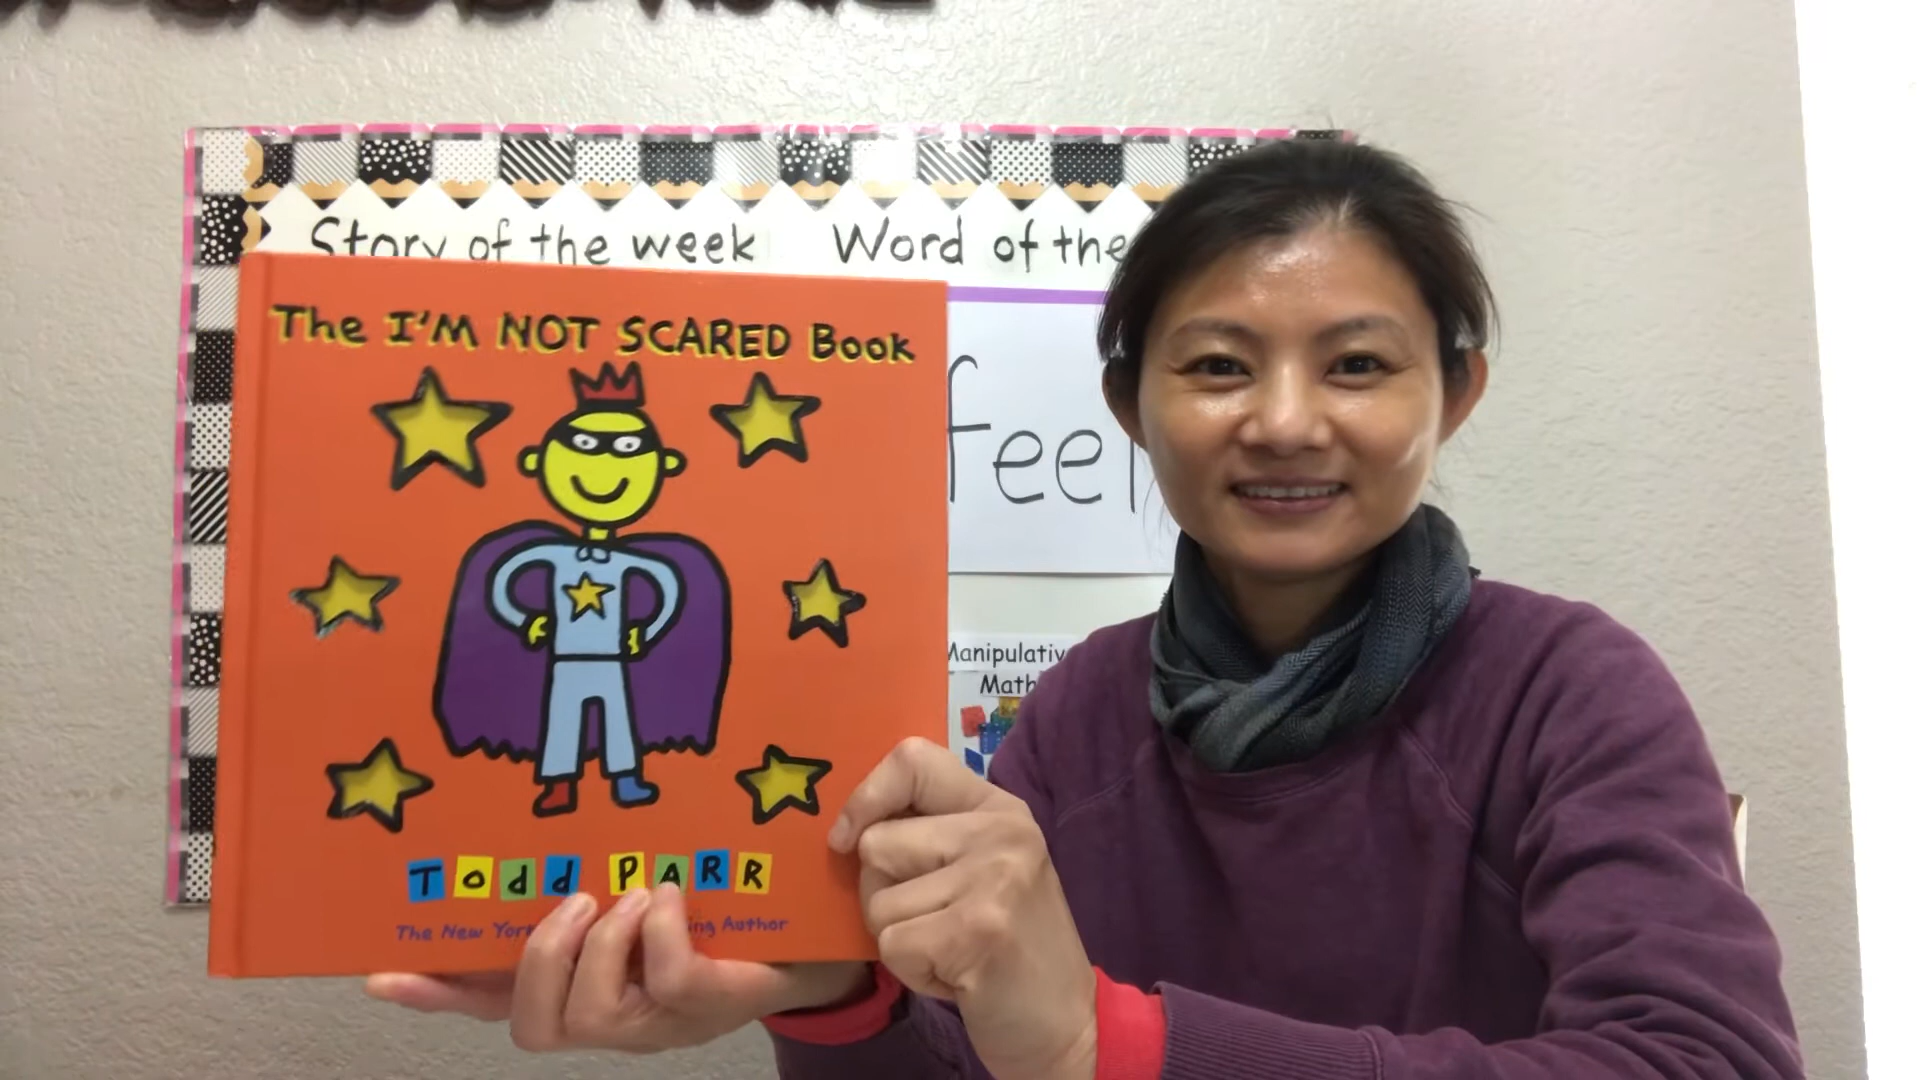 Story of the week
Word of the
The I'M NOT SCARED Book
feel
Manipulativ
Math
Todd PARR
The New York ing Author